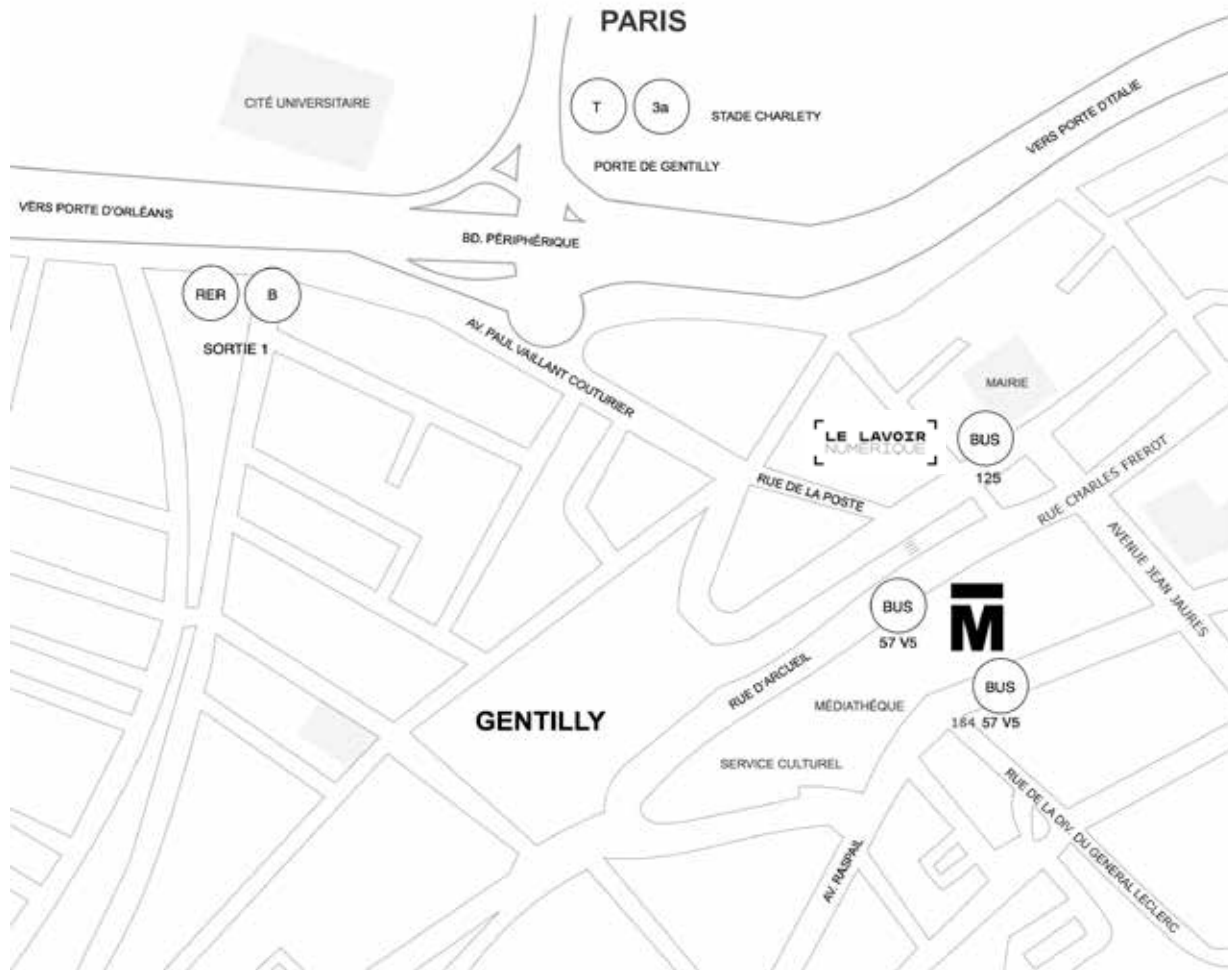 PARIS
CITÉ UNIVERSITAIRE
T
3a
STADE CHARLETY
VERS PORTE D'ITALIE
PORTE DE GENTILLY
VERS PORTE D'ORLÉANS
BD. PÉRIPHÉRIQUE
RER
B
SORTIE 1
AV. PAUL VAILLANT COUTURIER
MAIRIE
LE LAVOIR
NUMÉRIQUE
BUS
125
RUE DE LA POSTE
RUE CHARLES FREROT
AVENUE JEAN JAURÈS
BUS
57 V5
M
RUE D'ARCUEIL
BUS
184 57 V5
MÉDIATHÈQUE
GENTILLY
SERVICE CULTUREL
RUE DE LA DIV. DU GENERAL LECLERC
AV. RASPAIL